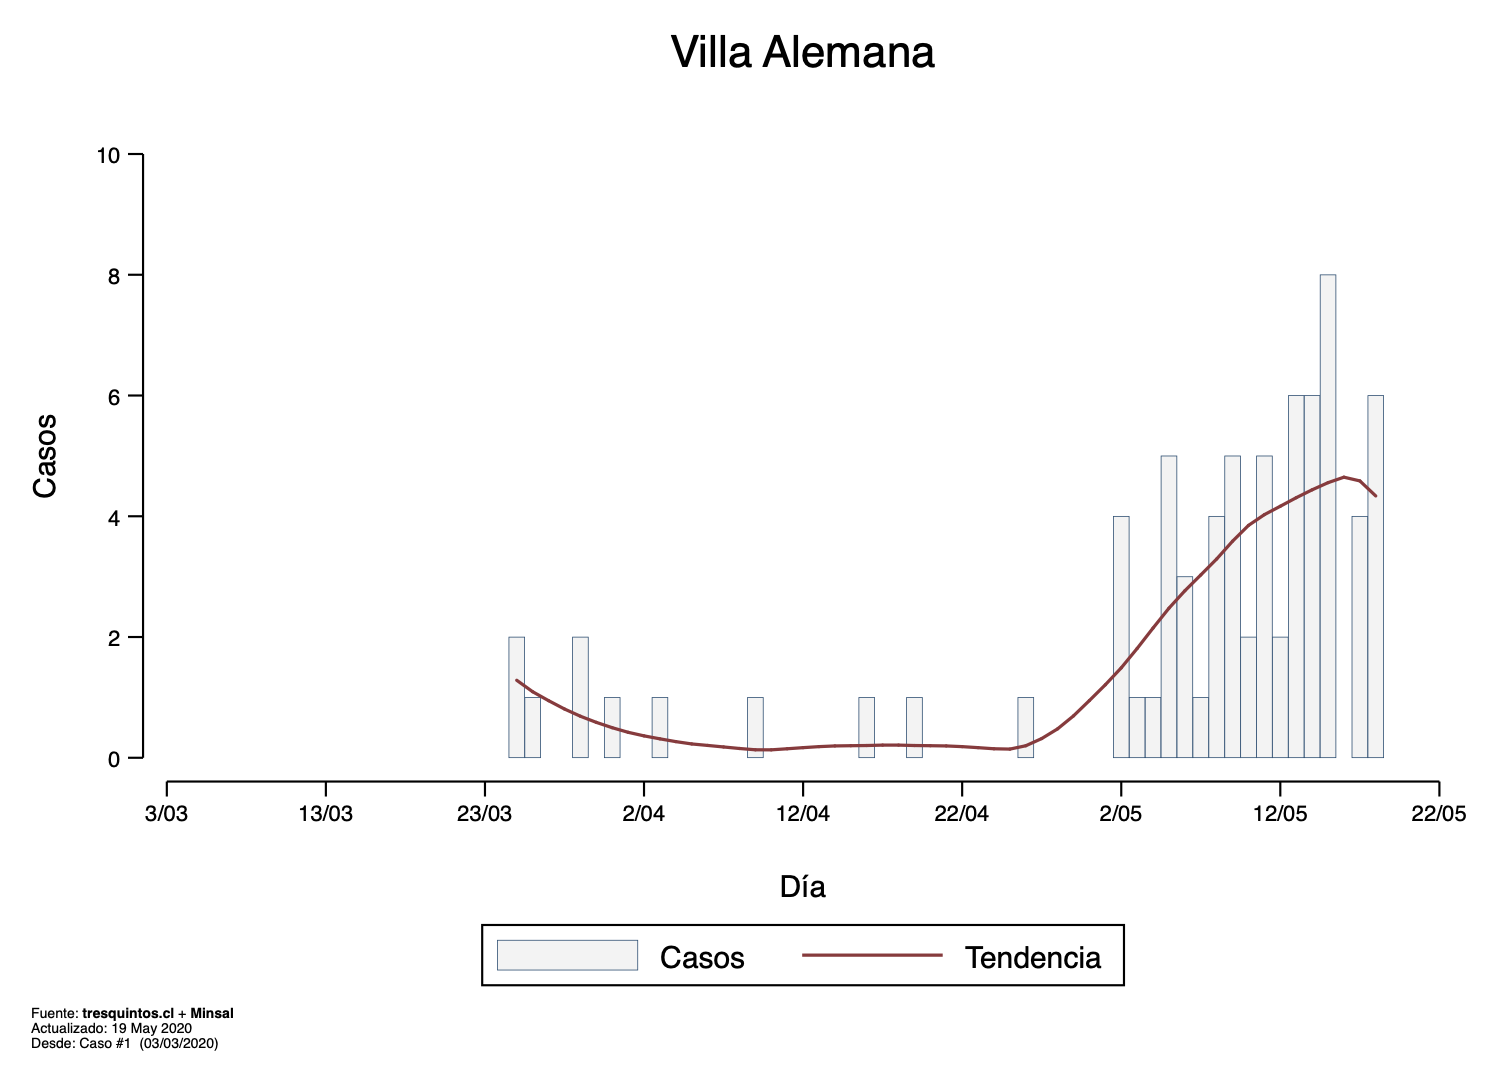 Villa Alemana
10
8
6
4
2
0
Casos
3/03 13/03 23/03 2/04 12/04 22/04 2/05 12/05 22/05
Día
Casos Tendencia
Fuente: tresquintos.cl + Minsal
Actualizado: 19 May 2020
Desde: Caso #1 (03/03/2020)